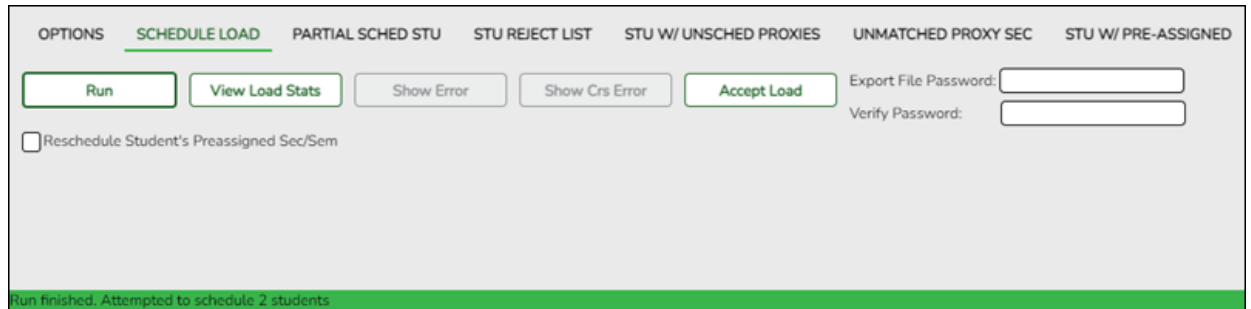 OPTIONS SCHEDULE LOAD PARTIAL SCHED STU STU REJECT LIST STU W/ UNSCHED PROXIES UNMATCHED PROXY SEC STU W/ PRE-ASSIGNED
Run View Load Stats Show Error Show Crs Error Accept Load Export File Password:
Verify Password:
Reschedule Student's Preassigned Sec/Sem
Run finished. Attempted to schedule 2 students